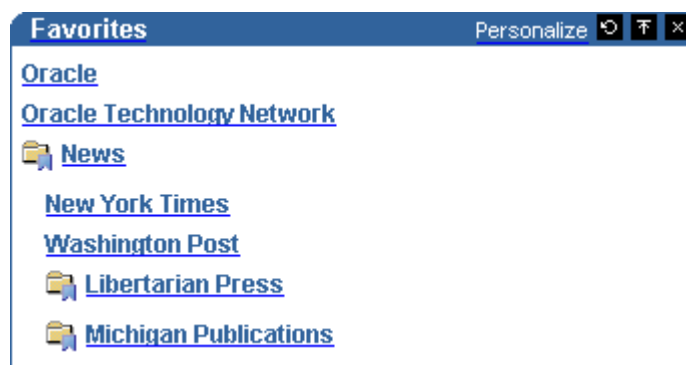 Favorites Personalize
Oracle
Oracle Technology Network
News
New York Times
Washington Post
Libertarian Press
Michigan Publications